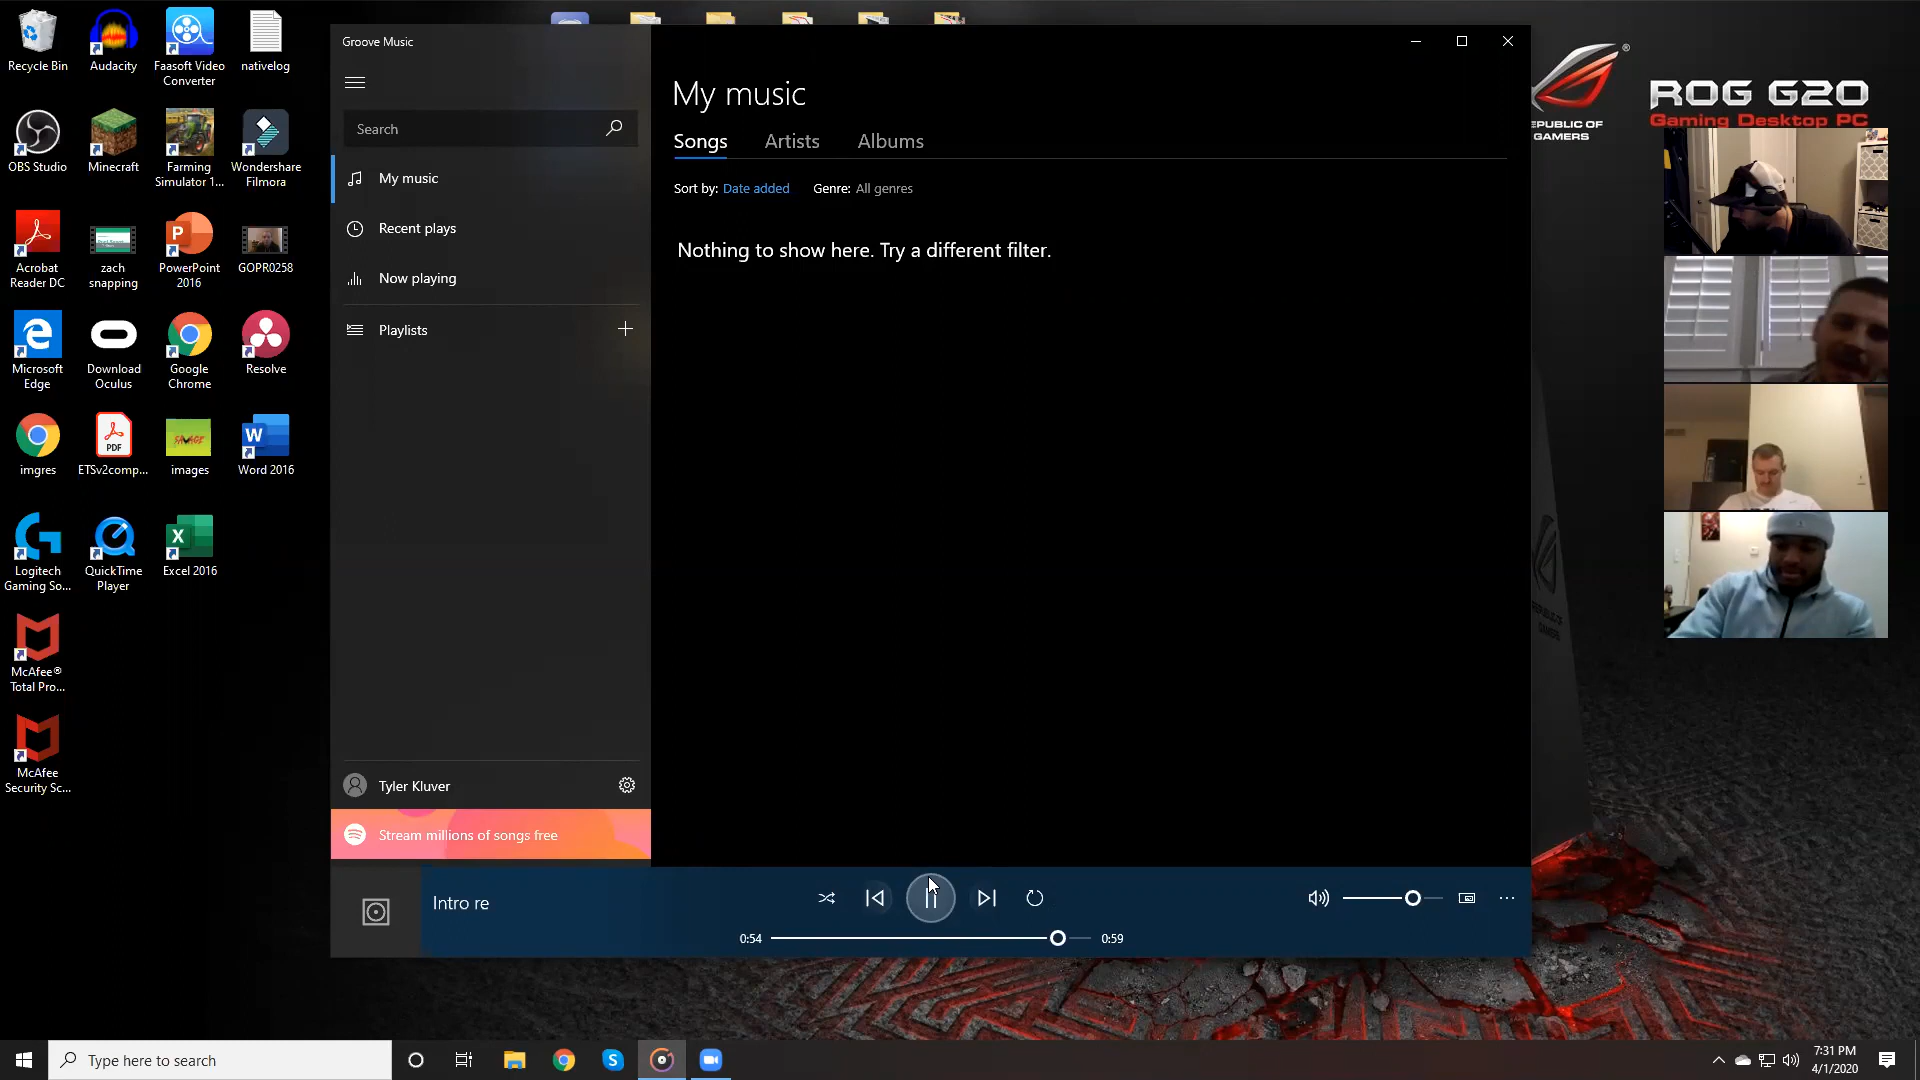 Recycle Bin
Audacity
Faasoft Video
Converter
nativelog
OBS Studio
Minecraft
Farming
Simulator 1...
Wondershare
Filmora
Acrobat
Reader DC
zach
snapping
PowerPoint
2016
GOPR0258
Microsoft
Edge
Download
Oculus
Google
Chrome
Resolve
imgres
PDF
ETSv2comp...
SAVAGE
images
Word 2016
Logitech
Gaming So...
QuickTime
Player
Excel 2016
McAfee®
Total Pro...
McAfee
Security Sc...
Groove Music
Search
My music
Recent plays
Now playing
Playlists
Tyler Kluver
Stream millions of songs free
My music
Songs
Artists
Albums
Sort by: Date added
Genre: All genres
Nothing to show here. Try a different filter.
Intro re
0:54
0:59
EPUBLIC OF
GAMERS
ROG G20
Gaming Desktop PC
Type here to search
7:31 PM
4/1/2020